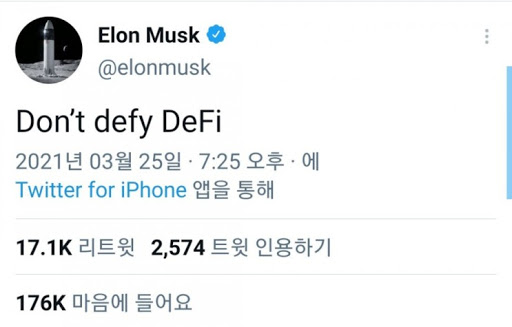 Elon Musk
@elonmusk
Don’t defy DeFi
2021년 03월 25일 · 7:25 오후 · 에
Twitter for iPhone 앱을 통해
17.1K 리트윗 2,574 트윗 인용하기
176K 마음에 들어요